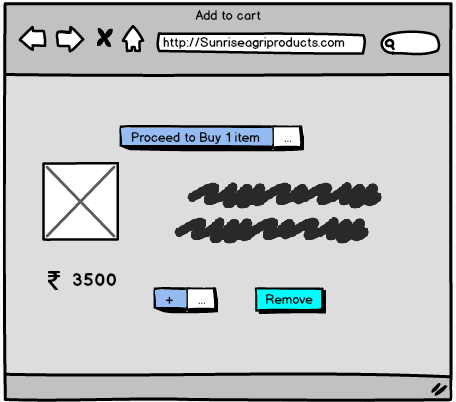 Add to cart
http://Sunriseagriproducts.com
Proceed to Buy 1 item ...
₹ 3500
+ ...
Remove